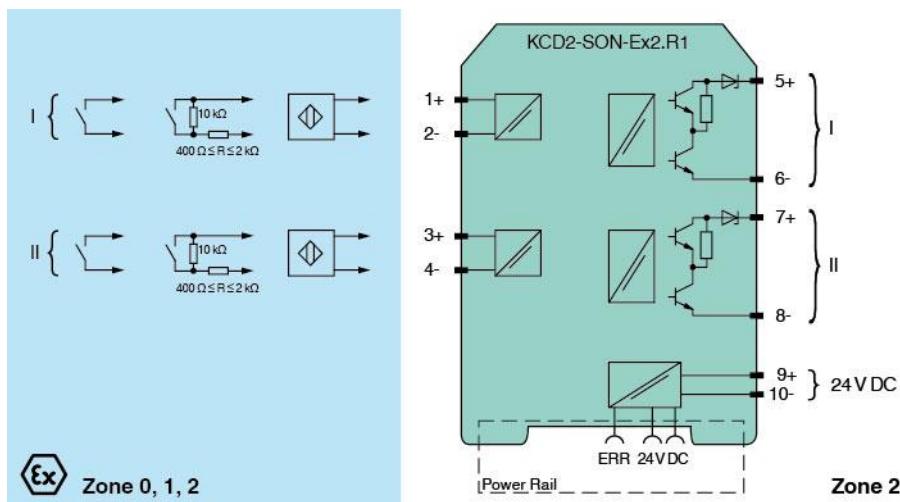 KCD2-SON-Ex2.R1
I
10 kΩ
400 Ω ≤ R ≤ 2 kΩ
1+
2-
5+
6-
I
II
10 kΩ
400 Ω ≤ R ≤ 2 kΩ
3+
4-
7+
8-
II
9+
10-
24 V DC
ERR 24V DC
Power Rail
Ex Zone 0, 1, 2
Zone 2